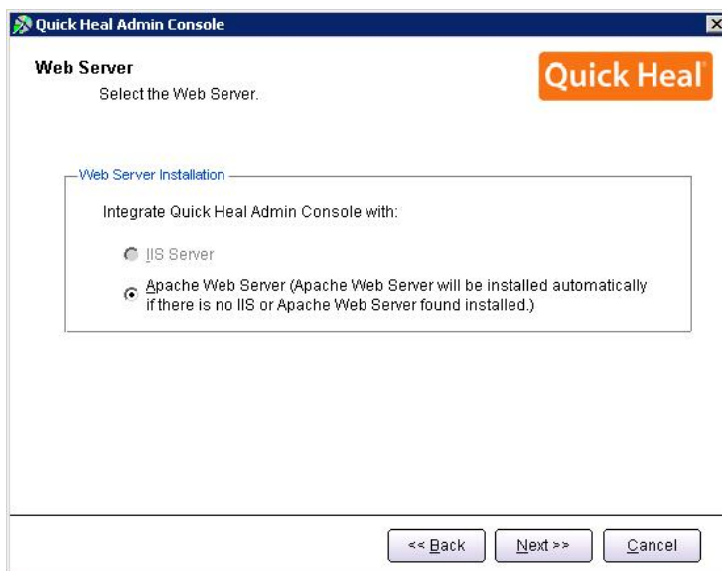 Quick Heal Admin Console
Web Server
Quick Heal
Select the Web Server.
Web Server Installation
Integrate Quick Heal Admin Console with:
IIS Server
Apache Web Server (Apache Web Server will be installed automatically
if there is no IIS or Apache Web Server found installed.)
<< Back
Next >>
Cancel